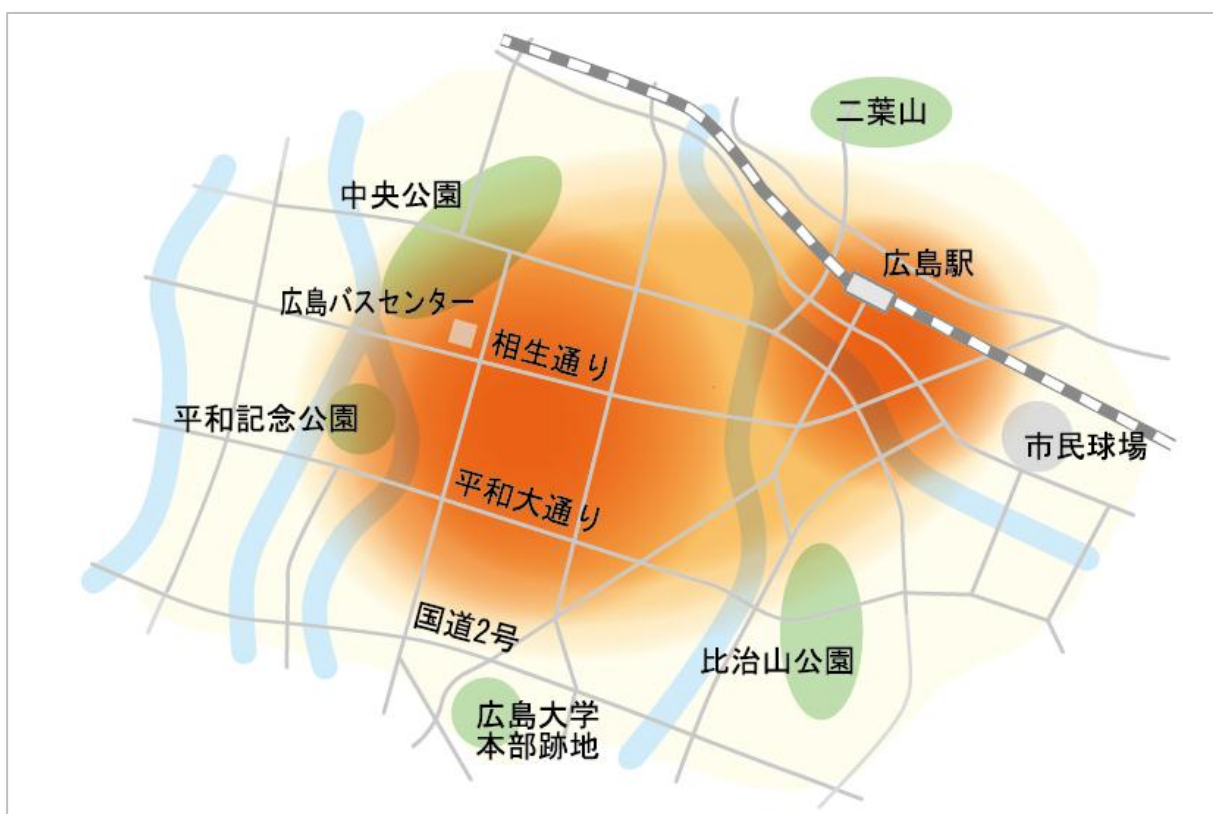 二葉山
中央公園
広島駅
広島バスセンター
相生通り
平和記念公園
市民球場
平和大通り
国道2号
比治山公園
広島大学
本部跡地